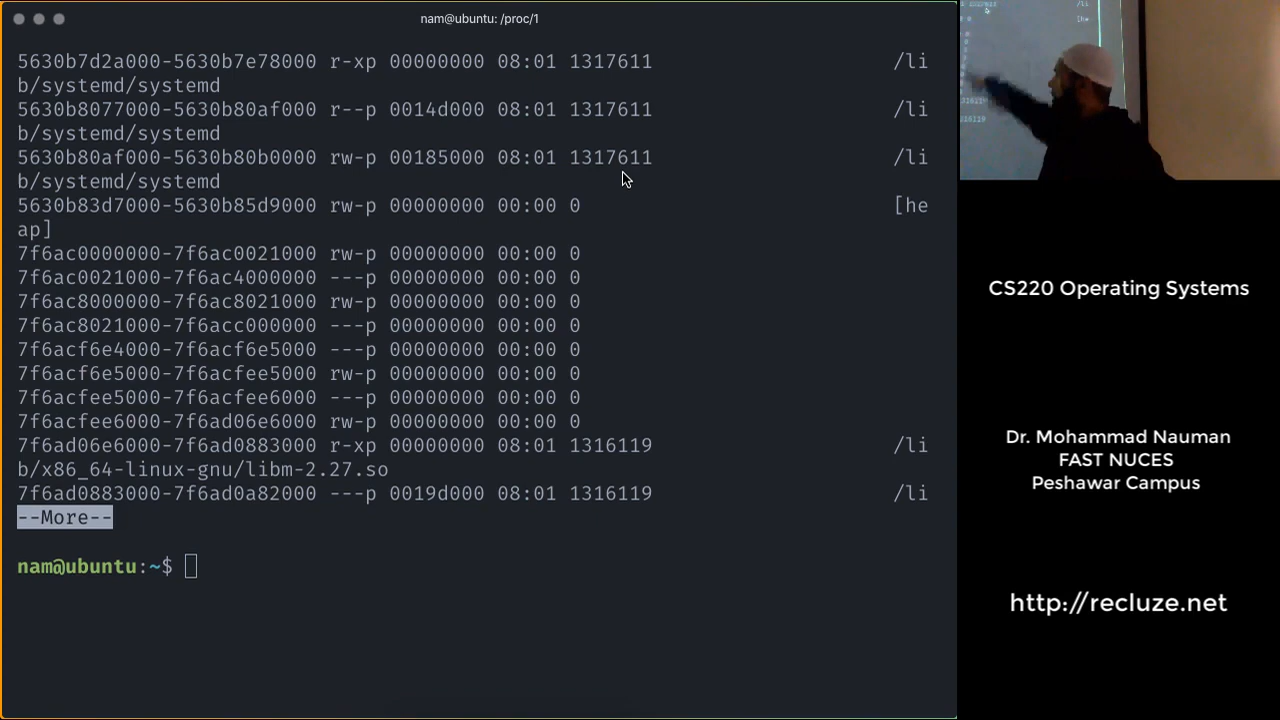 nam@ubuntu: /proc/1
5630b7d2a000-5630b7e78000 r-xp 00000000 08:01 1317611 /li
b/systemd/systemd
5630b8077000-5630b80af000 r--p 0014d000 08:01 1317611 /li
b/systemd/systemd
5630b80af000-5630b80b0000 rw-p 00185000 08:01 1317611 /li
b/systemd/systemd
5630b83d7000-5630b85d9000 rw-p 00000000 00:00 0 [he
ap]
7f6ac0000000-7f6ac0021000 rw-p 00000000 00:00 0
7f6ac0021000-7f6ac4000000 ---p 00000000 00:00 0
7f6ac8000000-7f6ac8021000 rw-p 00000000 00:00 0
7f6ac8021000-7f6acc000000 ---p 00000000 00:00 0
7f6acf6e4000-7f6acf6e5000 ---p 00000000 00:00 0
7f6acf6e5000-7f6acfee5000 rw-p 00000000 00:00 0
7f6acfee5000-7f6acfee6000 ---p 00000000 00:00 0
7f6acfee6000-7f6ad06e6000 rw-p 00000000 00:00 0
7f6ad06e6000-7f6ad0883000 r-xp 00000000 08:01 1316119 /li
b/x86_64-linux-gnu/libm-2.27.so
7f6ad0883000-7f6ad0a82000 ---p 0019d000 08:01 1316119 /li
--More--
nam@ubuntu:~$
CS220 Operating Systems
Dr. Mohammad Nauman
FAST NUCES
Peshawar Campus
http://recluze.net